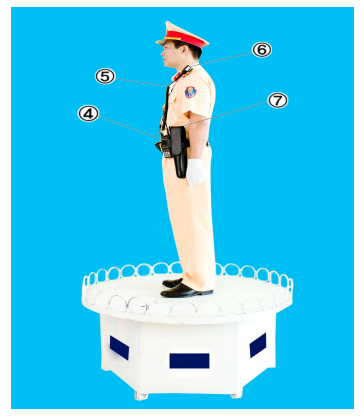 ⑥
⑤
④
⑦